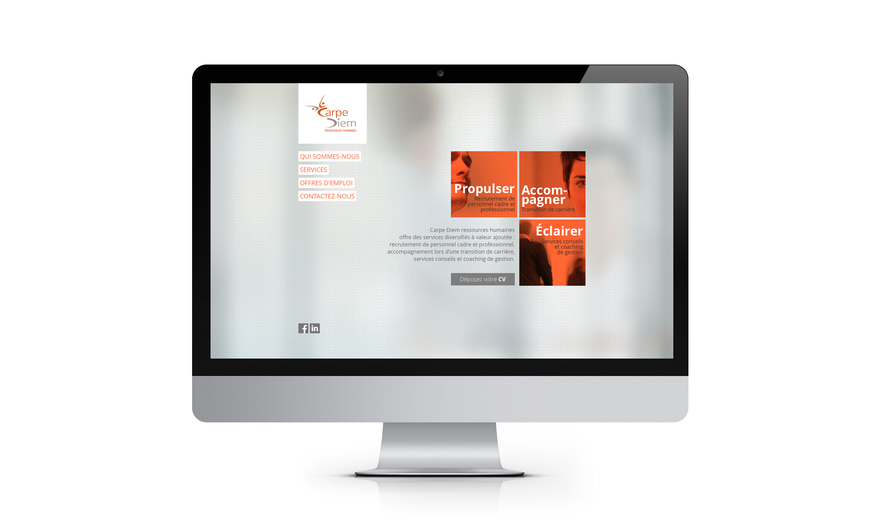 Carpe
Diem
RESSOURCES HUMAINES
QUI SOMMES-NOUS
SERVICES
OFFRES D'EMPLOI
CONTACTEZ-NOUS
Propulser
Recrutement de
personnel cadre et
professionnel
Accom-
pagner
Transition de carrière
Éclairer
Services conseils
et coaching
de gestion
Carpe Diem ressources humaines
offre des services diversifiés à valeur ajoutée :
recrutement de personnel cadre et professionnel,
accompagnement lors d'une transition de carrière,
services conseils et coaching de gestion.
Déposez votre CV
f in